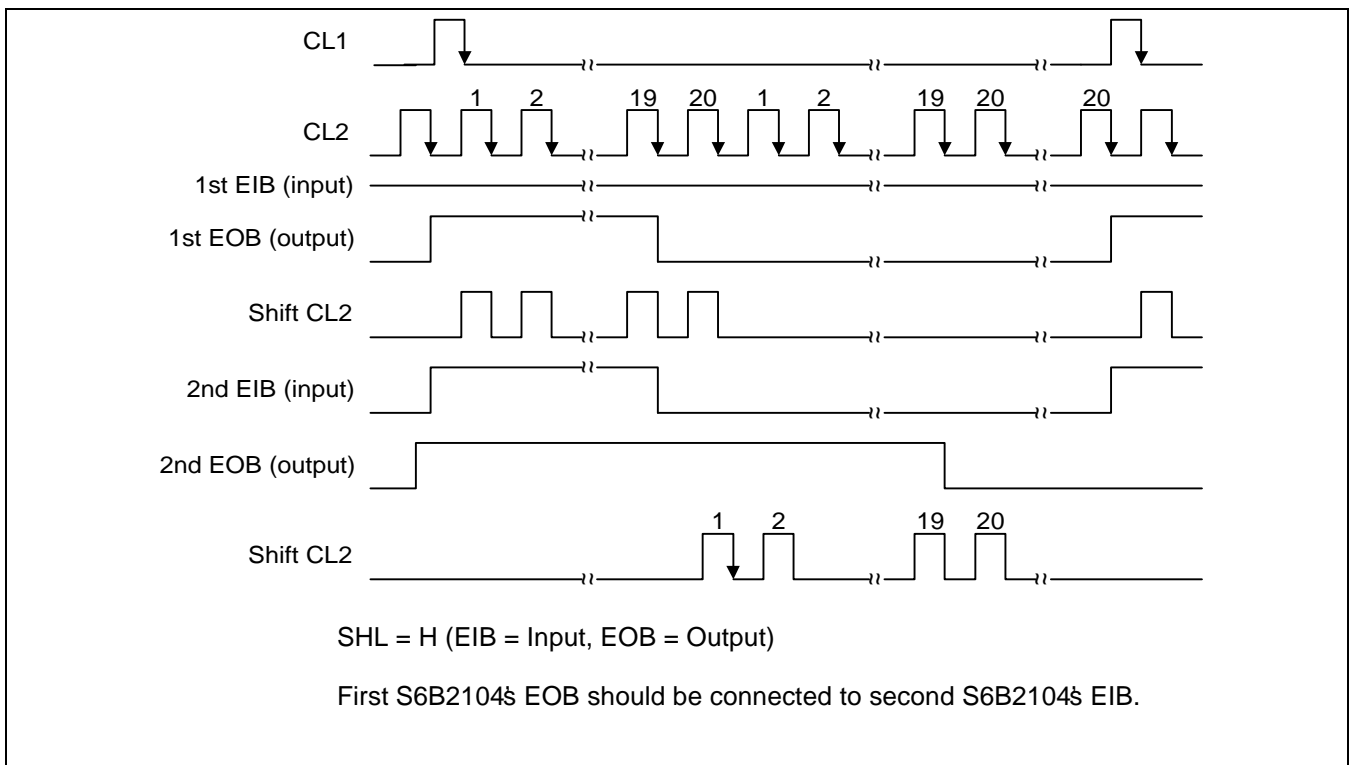 CL1
1 2 19 20 1 2 19 20 20
CL2
1st EIB (input)
1st EOB (output)
Shift CL2
2nd EIB (input)
2nd EOB (output)
1 2 19 20
Shift CL2
SHL = H (EIB = Input, EOB = Output)
First S6B2104's EOB should be connected to second S6B2104's EIB.